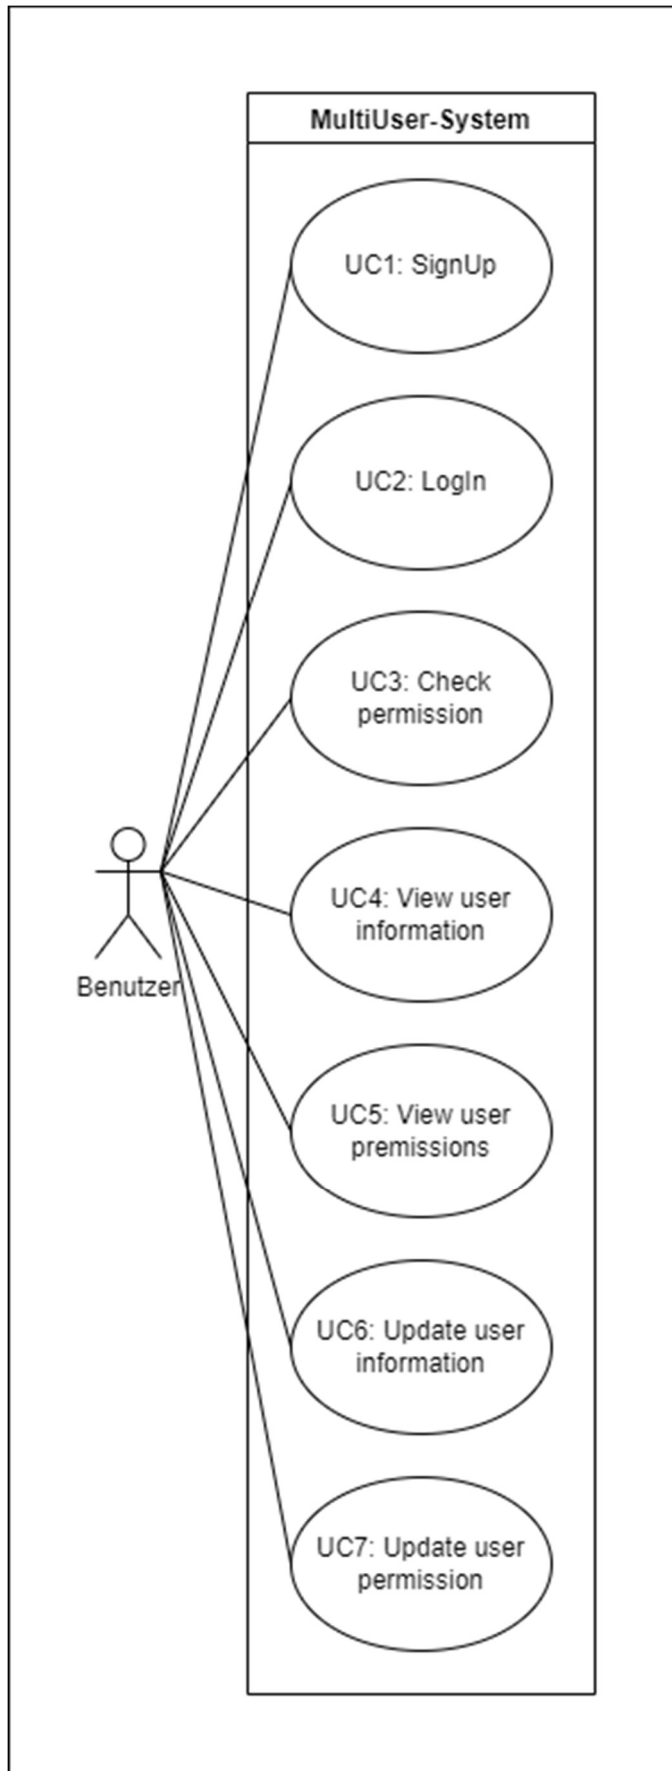 MultiUser-System
UC1: SignUp
UC2: LogIn
UC3: Check
permission
UC4: View user
information
Benutzer
UC5: View user
premissions
UC6: Update user
information
UC7: Update user
permission